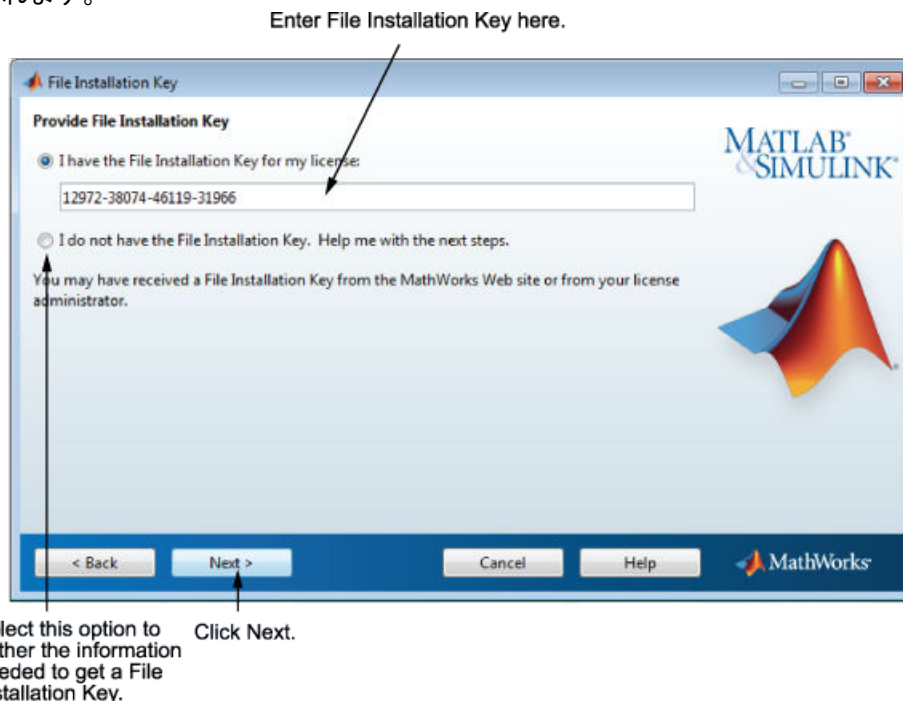 ます。
Enter File Installation Key here.
File Installation Key
Provide File Installation Key
I have the File Installation Key for my license:
12972-38074-46119-31966
I do not have the File Installation Key. Help me with the next steps.
You may have received a File Installation Key from the MathWorks Web site or from your license
administrator.
MATLAB®
&SIMULINK®
< Back
Next >
Cancel
Help
MathWorks®
lect this option to
ther the information
eded to get a File
stallation Key.
Click Next.